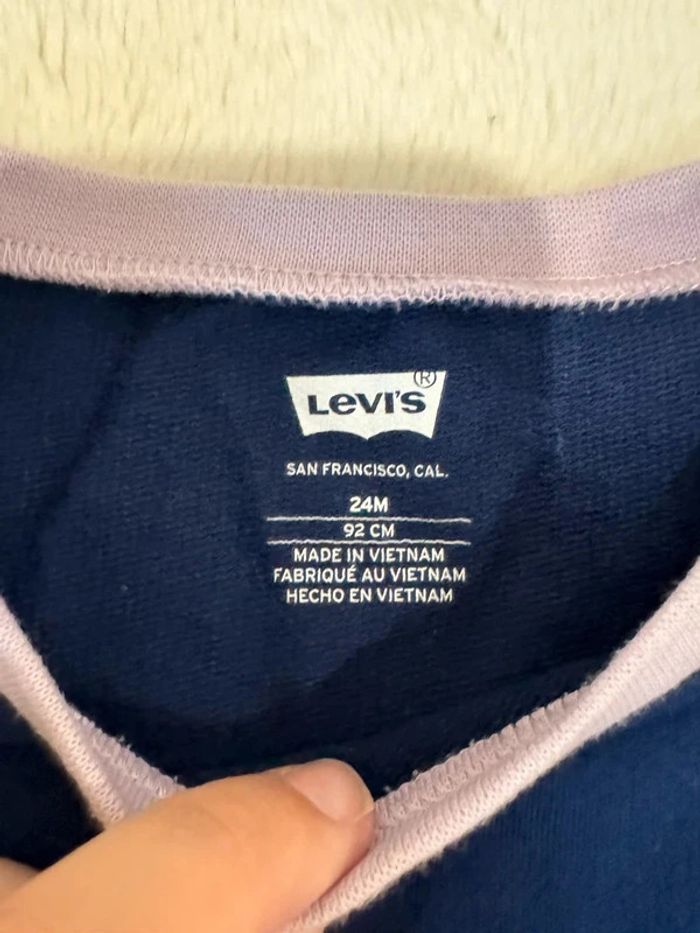 LEVI'S ®
SAN FRANCISCO, CAL.
24M
92 CM
MADE IN VIETNAM
FABRIQUÉ AU VIETNAM
HECHO EN VIETNAM